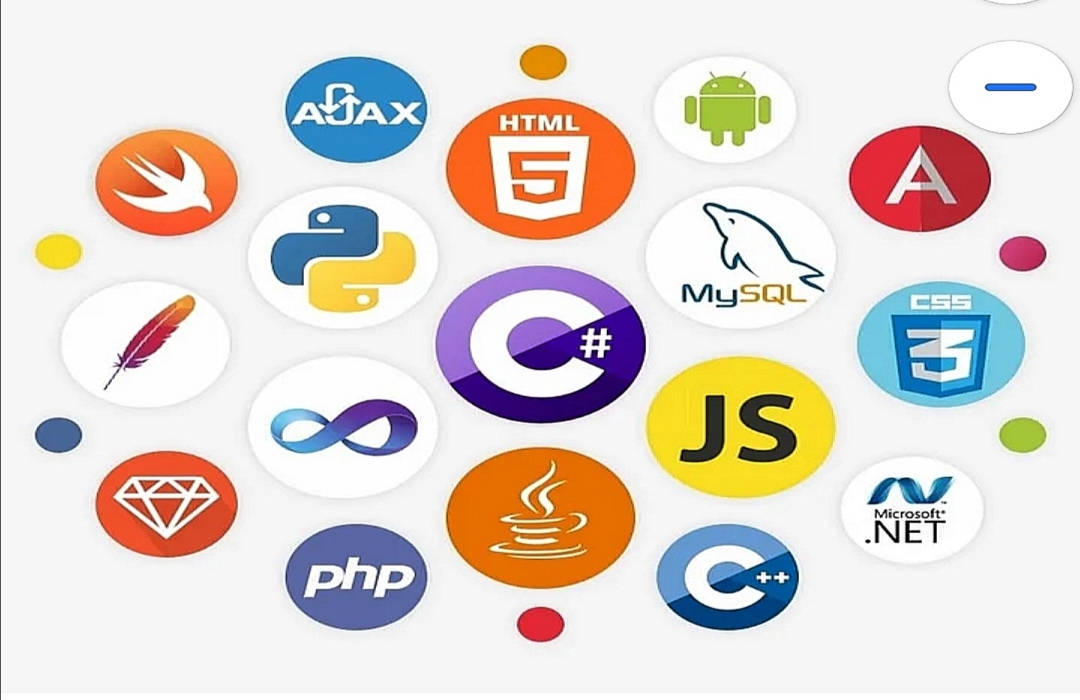 AJAX
HTML
5
A
MySQL
CSS
3
C#
JS
Microsoft®
.NET
php
C++